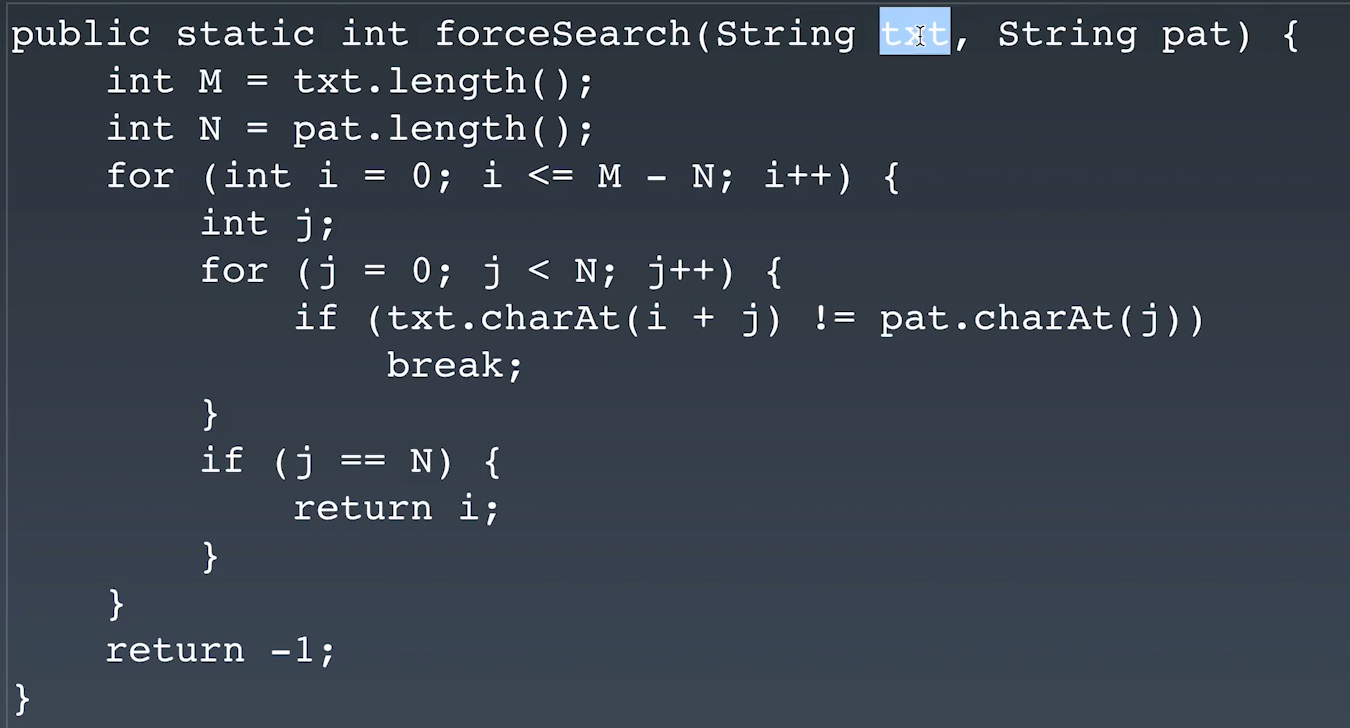 public static int forceSearch(String txt, String pat) {
    int M = txt.length();
    int N = pat.length();
    for (int i = 0; i <= M - N; i++) {
        int j;
        for (j = 0; j < N; j++) {
            if (txt.charAt(i + j) != pat.charAt(j))
                break;
        }
        if (j == N) {
            return i;
        }
    }
    return -1;
}